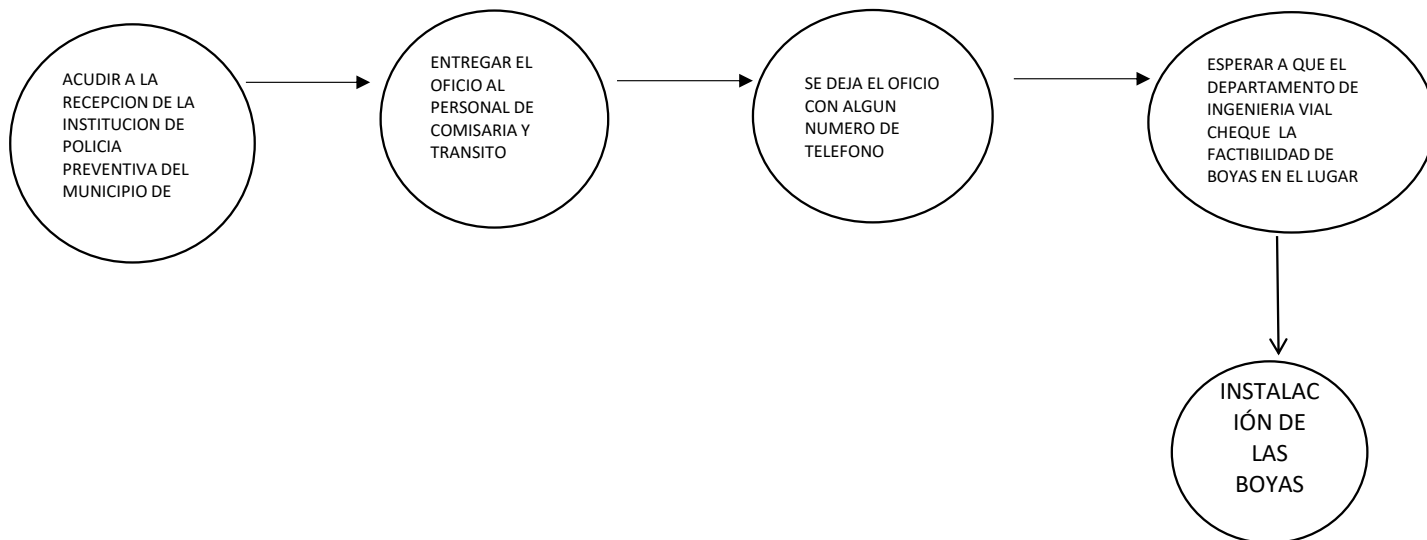 ACUDIR A LA
RECEPCION DE LA
INSTITUCION DE
POLICIA
PREVENTIVA DEL
MUNICIPIO DE
ENTREGAR EL
OFICIO AL
PERSONAL DE
COMISARIA Y
TRANSITO
SE DEJA EL OFICIO
CON ALGUN
NUMERO DE
TELEFONO
ESPERAR A QUE EL
DEPARTAMENTO DE
INGENIERIA VIAL
CHEQUE LA
FACTIBILIDAD DE
BOYAS EN EL LUGAR
INSTALAC
IÓN DE
LAS
BOYAS